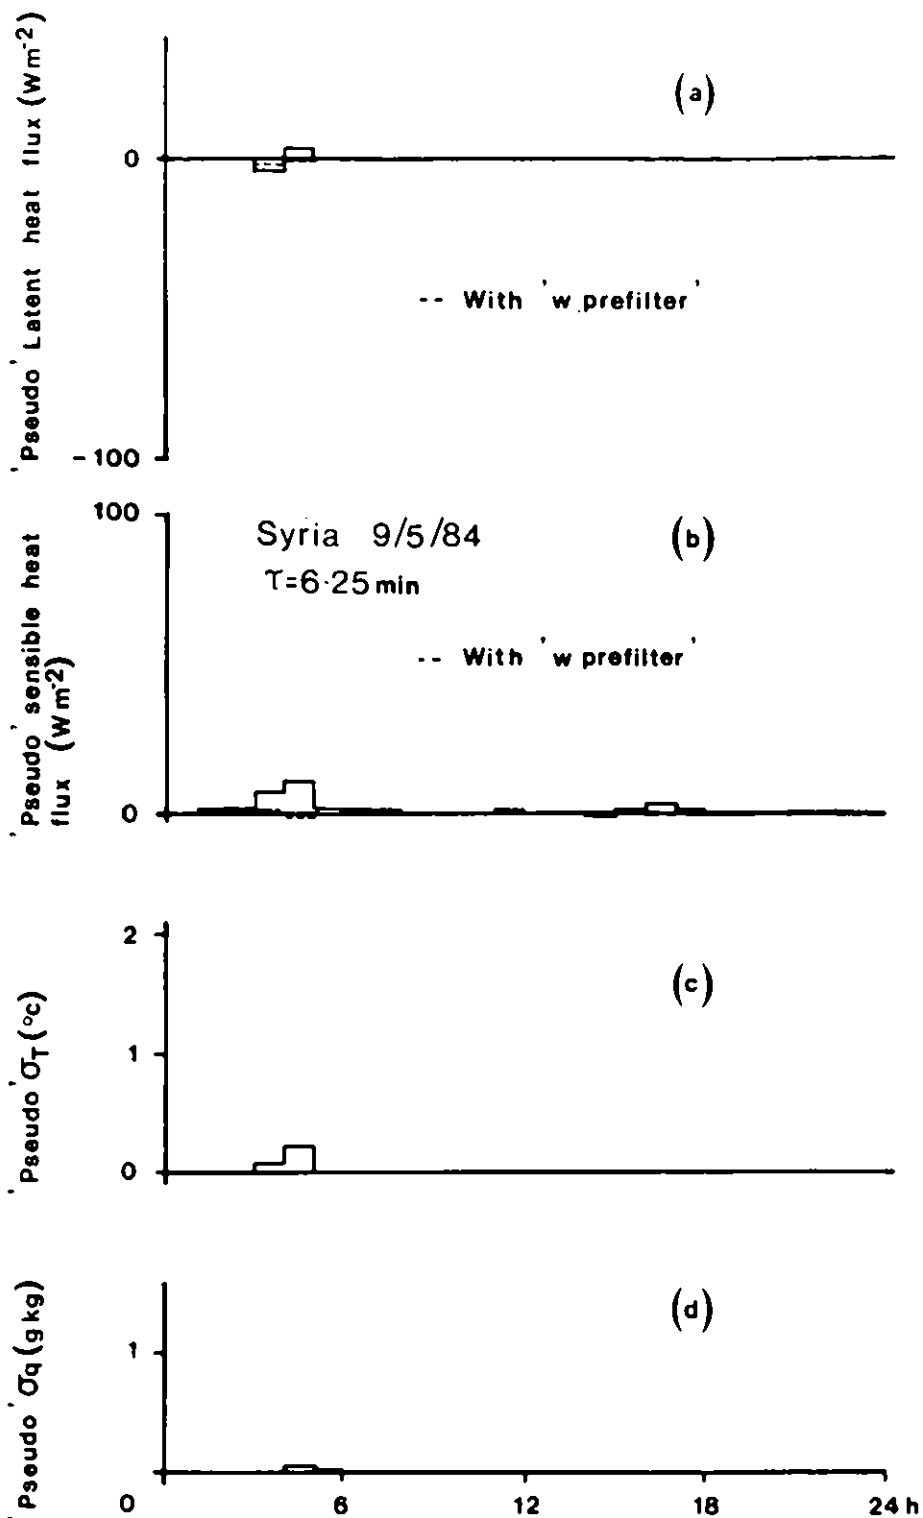 'Pseudo' Latent heat flux (Wm-2)
(a)
0
-- With 'w prefilter'
-100
'Pseudo' sensible heat
flux (Wm-2)
100
Syria 9/5/84
(b)
τ=6·25 min
-- With 'w prefilter'
0
'Pseudo' σT (°c)
2
(c)
1
0
'Pseudo' σq (g kg)
(d)
1
0 6 12 18 24 h